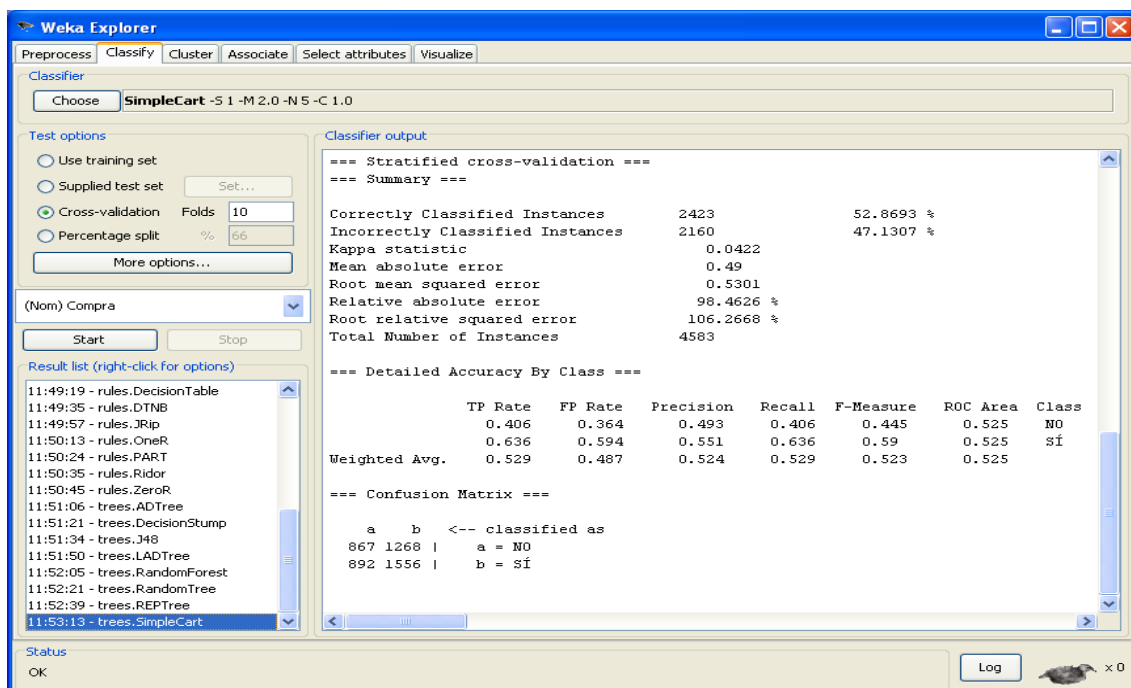 Weka Explorer
Preprocess Classify Cluster Associate Select attributes Visualize
Classifier
Choose SimpleCart -S 1 -M 2.0 -N 5 -C 1.0
Test options
Use training set
Supplied test set Set...
Cross-validation Folds 10
Percentage split % 66
More options...
(Nom) Compra
Start Stop
Result list (right-click for options)
11:49:19 - rules.DecisionTable
11:49:35 - rules.DTNB
11:49:57 - rules.JRip
11:50:13 - rules.OneR
11:50:24 - rules.PART
11:50:35 - rules.Ridor
11:50:45 - rules.ZeroR
11:51:06 - trees.ADTree
11:51:21 - trees.DecisionStump
11:51:34 - trees.J48
11:51:50 - trees.LADTree
11:52:05 - trees.RandomForest
11:52:21 - trees.RandomTree
11:52:39 - trees.REPTree
11:53:13 - trees.SimpleCart
Classifier output
=== Stratified cross-validation ===
=== Summary ===
Correctly Classified Instances 2423 52.8693 %
Incorrectly Classified Instances 2160 47.1307 %
Kappa statistic 0.0422
Mean absolute error 0.49
Root mean squared error 0.5301
Relative absolute error 98.4626 %
Root relative squared error 106.2668 %
Total Number of Instances 4583
=== Detailed Accuracy By Class ===
TP Rate FP Rate Precision Recall F-Measure ROC Area Class
0.406 0.364 0.493 0.406 0.445 0.525 NO
0.636 0.594 0.551 0.636 0.59 0.525 SÍ
Weighted Avg. 0.529 0.487 0.524 0.529 0.523 0.525
=== Confusion Matrix ===
a b <-- classified as
867 1268 | a = NO
892 1556 | b = SÍ
Status
OK
Log x 0